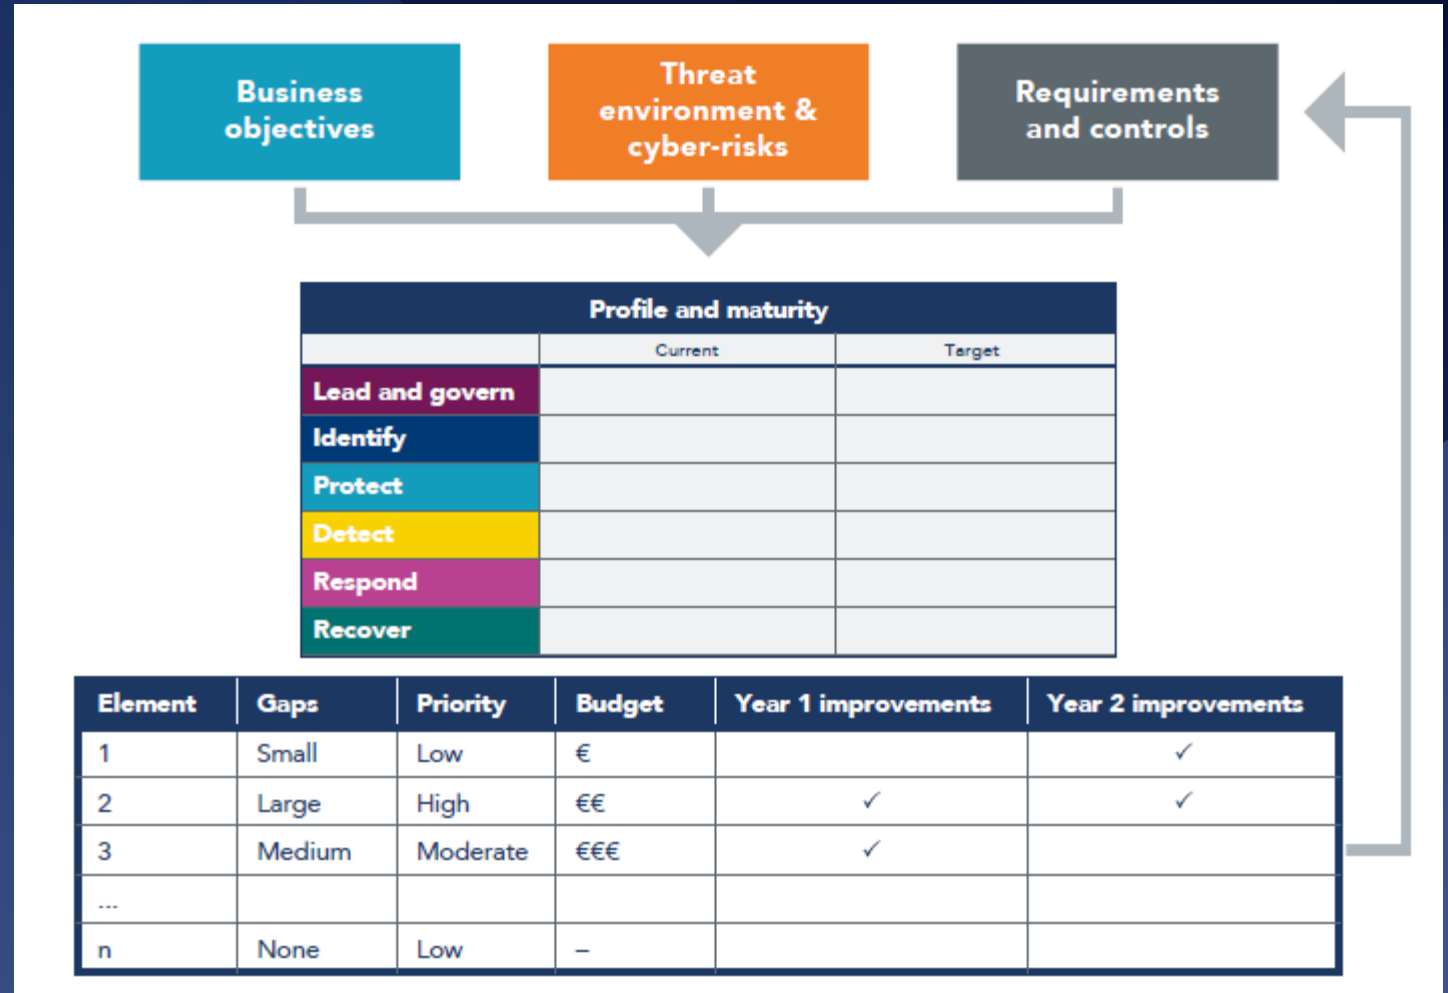 Business
objectives
Threat
environment &
cyber-risks
Requirements
and controls
Profile and maturity
Current Target
Lead and govern
Identify
Protect
Detect
Respond
Recover
Element Gaps Priority Budget Year 1 improvements Year 2 improvements
1 Small Low € ✓
2 Large High €€ ✓ ✓
3 Medium Moderate €€€ ✓
...
n None Low –